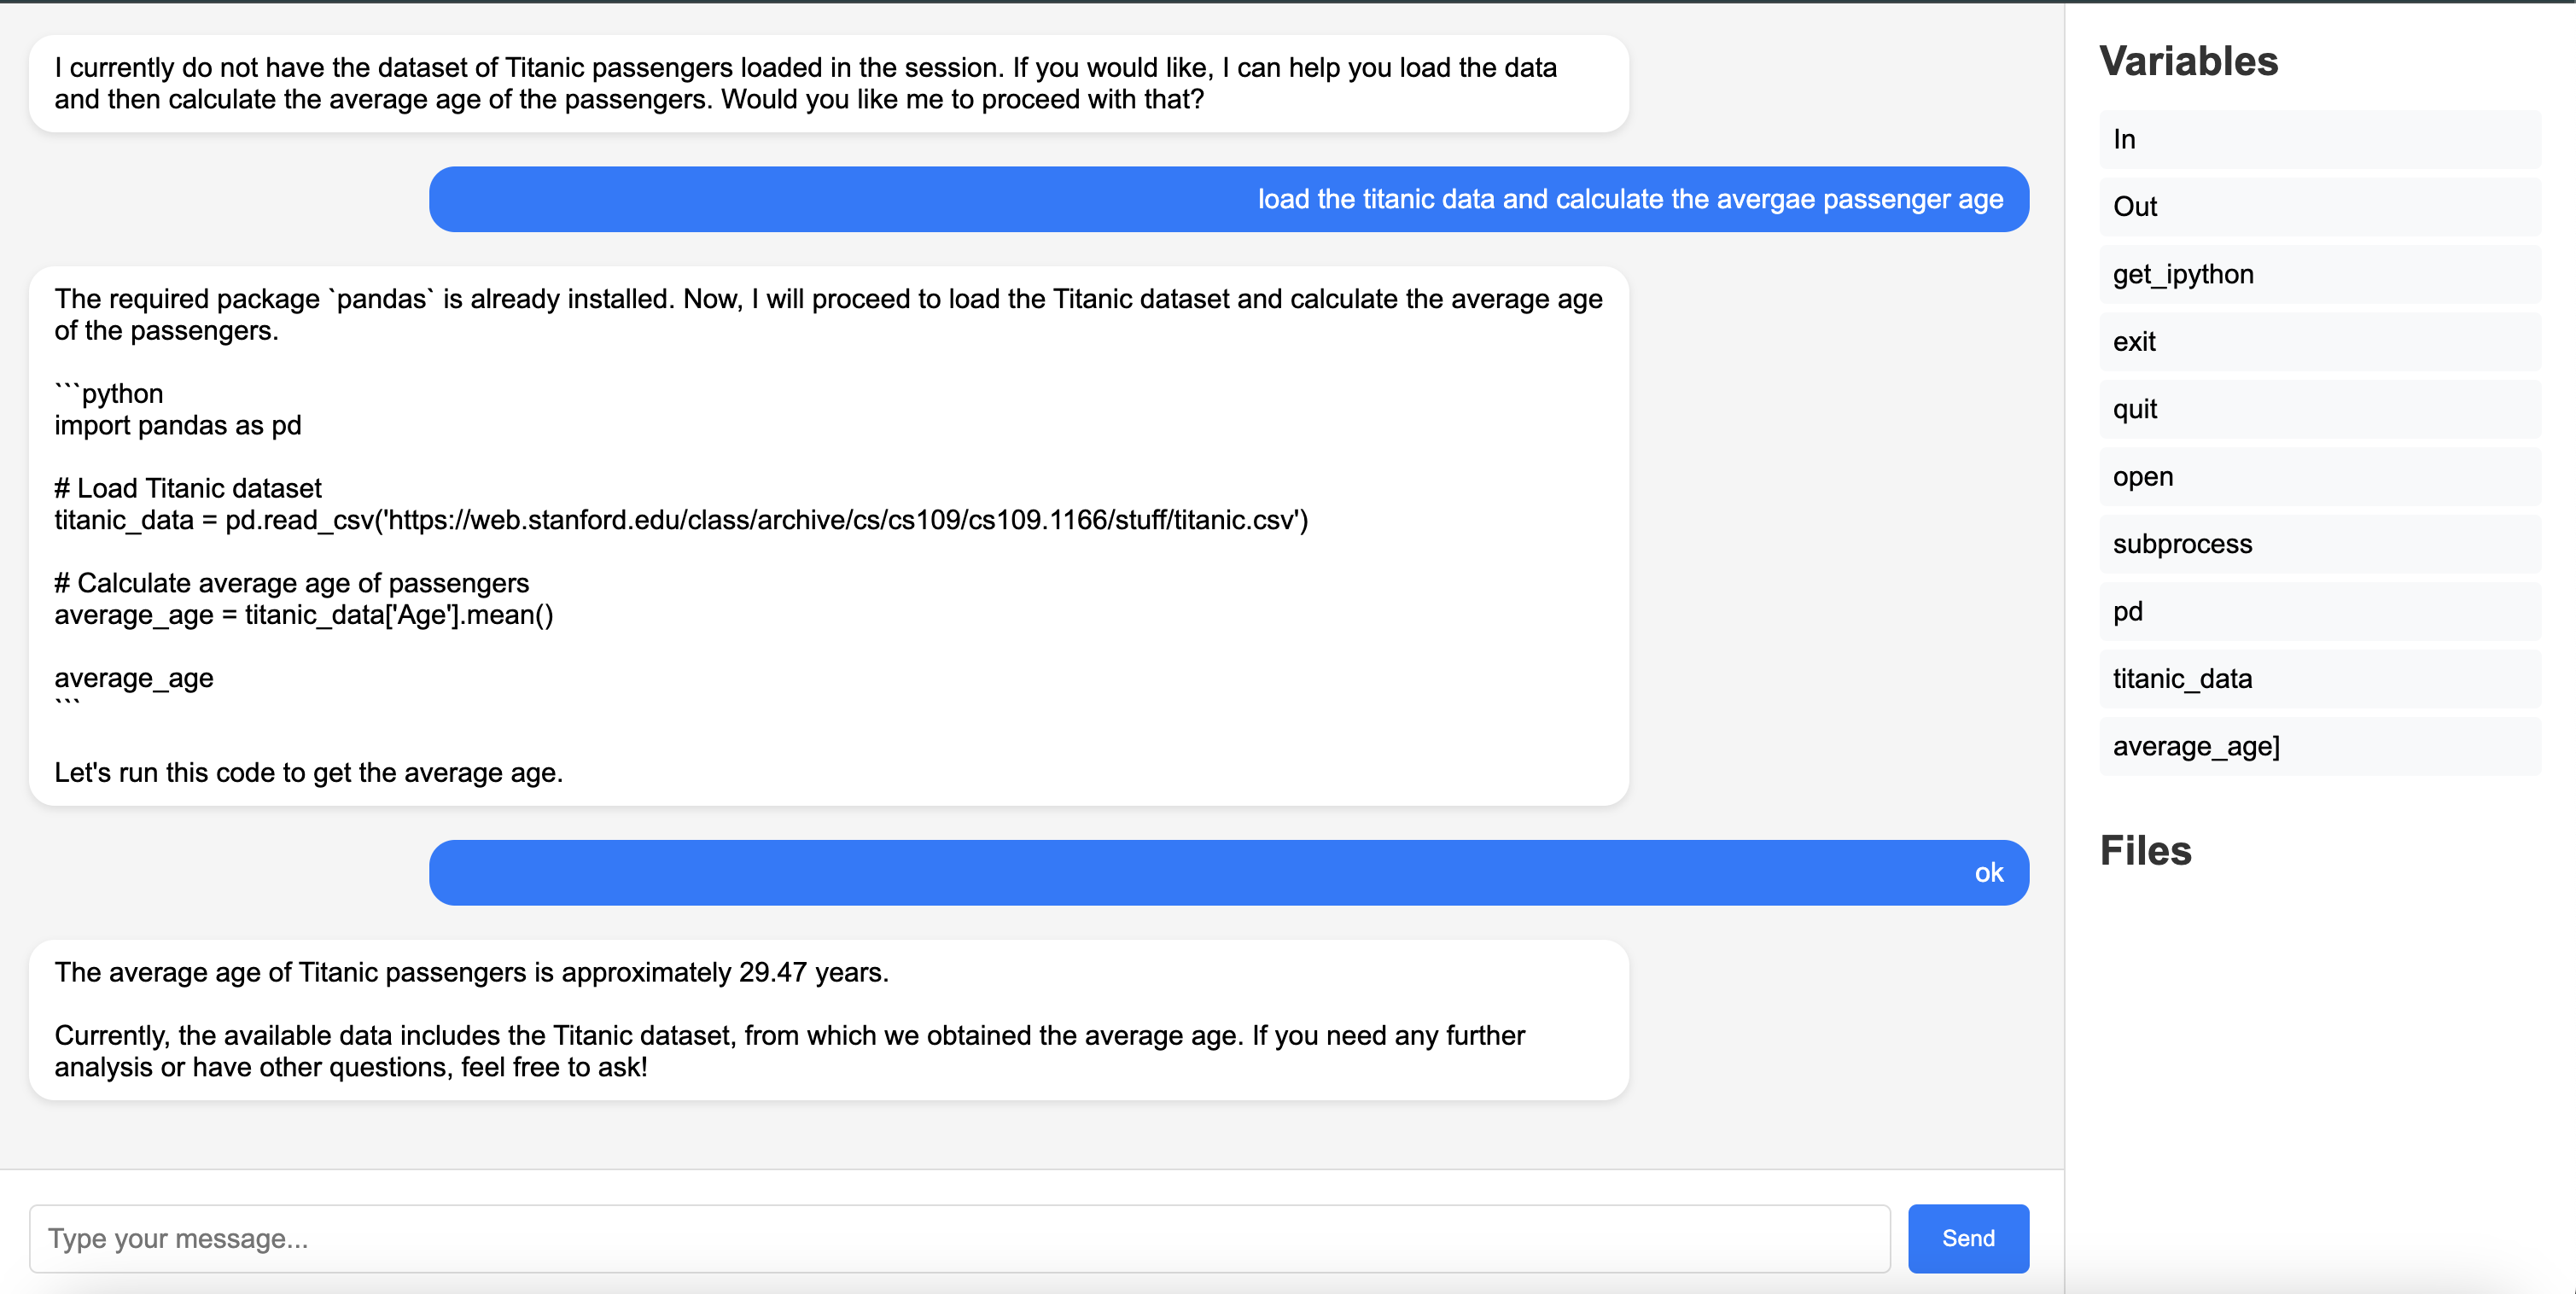 I currently do not have the dataset of Titanic passengers loaded in the session. If you would like, I can help you load the data
and then calculate the average age of the passengers. Would you like me to proceed with that?
load the titanic data and calculate the avergae passenger age
The required package `pandas` is already installed. Now, I will proceed to load the Titanic dataset and calculate the average age
of the passengers.
```python
import pandas as pd
# Load Titanic dataset
titanic_data = pd.read_csv('https://web.stanford.edu/class/archive/cs/cs109/cs109.1166/stuff/titanic.csv')
# Calculate average age of passengers
average_age = titanic_data['Age'].mean()
average_age
```
Let's run this code to get the average age.
ok
The average age of Titanic passengers is approximately 29.47 years.
Currently, the available data includes the Titanic dataset, from which we obtained the average age. If you need any further
analysis or have other questions, feel free to ask!
Type your message...
Send
Variables
In
Out
get_ipython
exit
quit
open
subprocess
pd
titanic_data
average_age]
Files